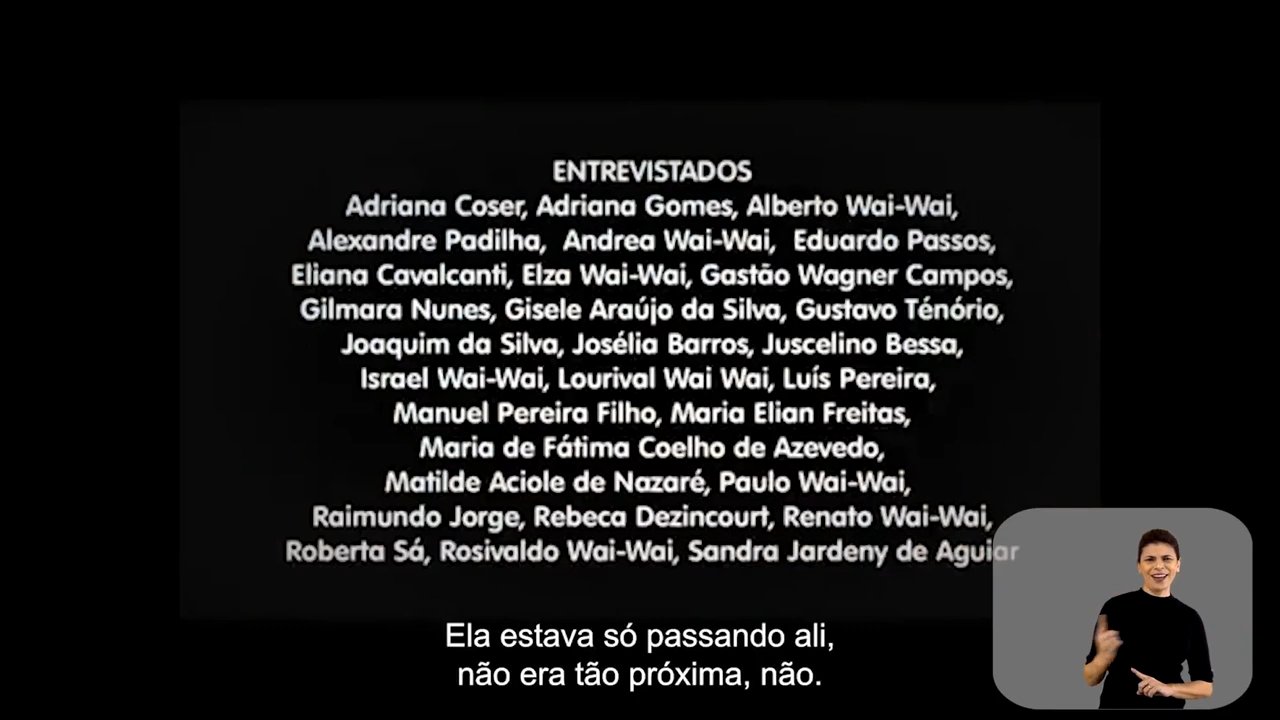 ENTREVISTADOS
Adriana Coser, Adriana Gomes, Alberto Wai-Wai,
Alexandre Padilha, Andrea Wai-Wai, Eduardo Passos,
Eliana Cavalcanti, Elza Wai-Wai, Gastão Wagner Campos,
Gilmara Nunes, Gisele Araújo da Silva, Gustavo Ténório,
Joaquim da Silva, Josélia Barros, Juscelino Bessa,
Israel Wai-Wai, Lourival Wai Wai, Luís Pereira,
Manuel Pereira Filho, Maria Elian Freitas,
Maria de Fátima Coelho de Azevedo,
Matilde Aciole de Nazaré, Paulo Wai-Wai,
Raimundo Jorge, Rebeca Dezincourt, Renato Wai-Wai,
Roberta Sá, Rosivaldo Wai-Wai, Sandra Jardeny de Aguiar
Ela estava só passando ali,
não era tão próxima, não.